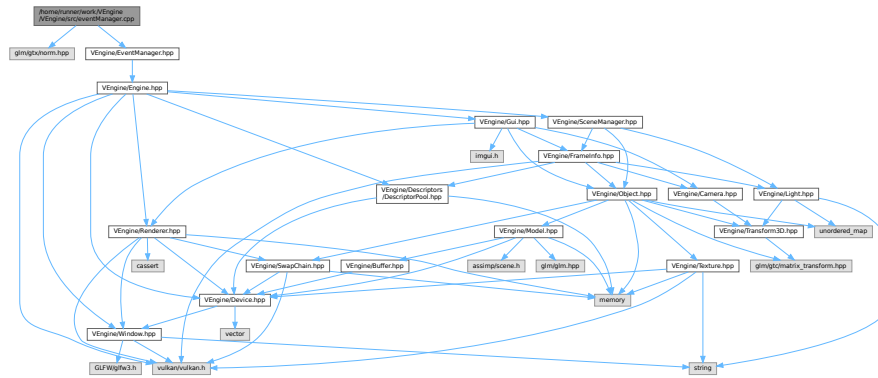 /home/runner/work/VEngine
/VEngine/src/eventManager.cpp
glm/gtx/norm.hpp
VEngine/EventManager.hpp
VEngine/Engine.hpp
VEngine/Gui.hpp
VEngine/SceneManager.hpp
imgui.h
VEngine/FrameInfo.hpp
VEngine/Descriptors
/DescriptorPool.hpp
VEngine/Object.hpp
VEngine/Camera.hpp
VEngine/Light.hpp
VEngine/Renderer.hpp
VEngine/Model.hpp
VEngine/Transform3D.hpp
unordered_map
cassert
VEngine/SwapChain.hpp
VEngine/Buffer.hpp
assimp/scene.h
glm/glm.hpp
VEngine/Texture.hpp
glm/gtc/matrix_transform.hpp
VEngine/Device.hpp
memory
VEngine/Window.hpp
vector
GLFW/glfw3.h
vulkan/vulkan.h
string